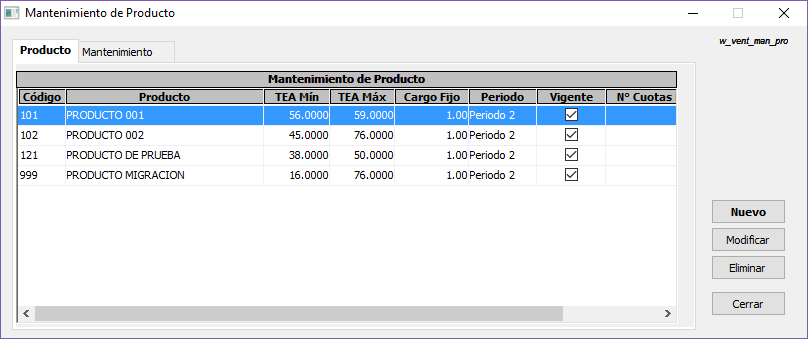 Mantenimiento de Producto
w_vent_man_pro
Producto Mantenimiento
Mantenimiento de Producto
Código Producto TEA Mín TEA Máx Cargo Fijo Periodo Vigente N° Cuotas
101 PRODUCTO 001 56.0000 59.0000 1.00 Periodo 2
102 PRODUCTO 002 45.0000 76.0000 1.00 Periodo 2
121 PRODUCTO DE PRUEBA 38.0000 50.0000 1.00 Periodo 2
999 PRODUCTO MIGRACION 16.0000 76.0000 1.00 Periodo 2
Nuevo
Modificar
Eliminar
Cerrar